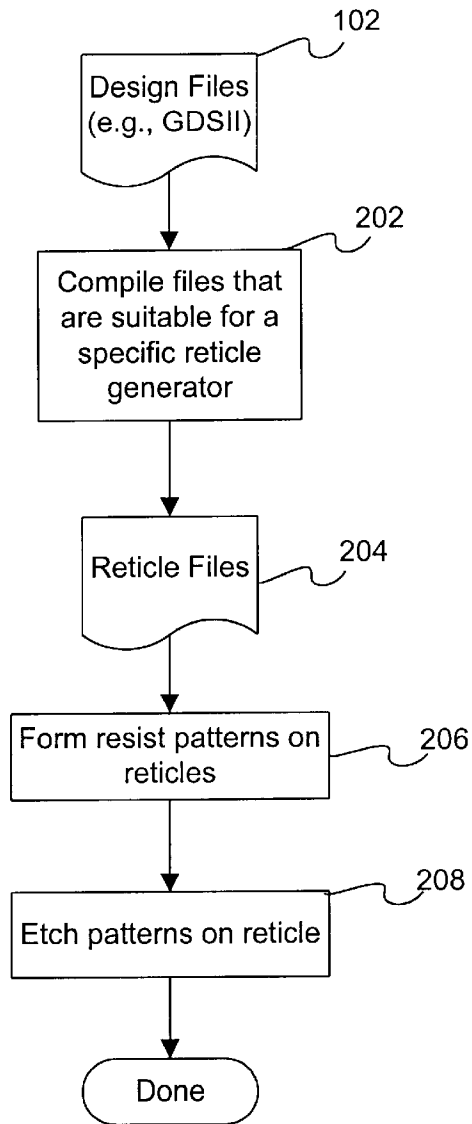 102
Design Files
(e.g., GDSII)
202
Compile files that
are suitable for a
specific reticle
generator
Reticle Files
204
Form resist patterns on
reticles
206
208
Etch patterns on reticle
Done